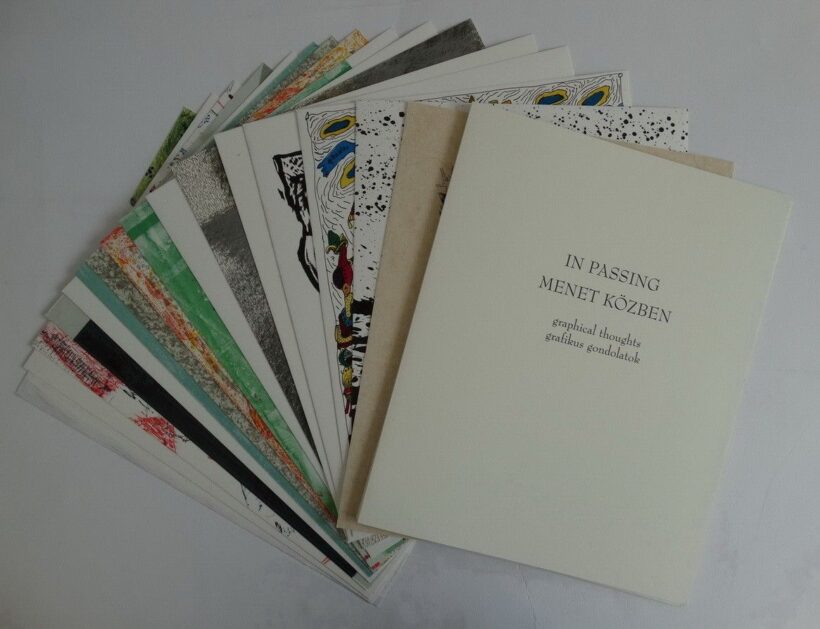 IN PASSING
MENET KÖZBEN
graphical thoughts
grafikus gondolatok